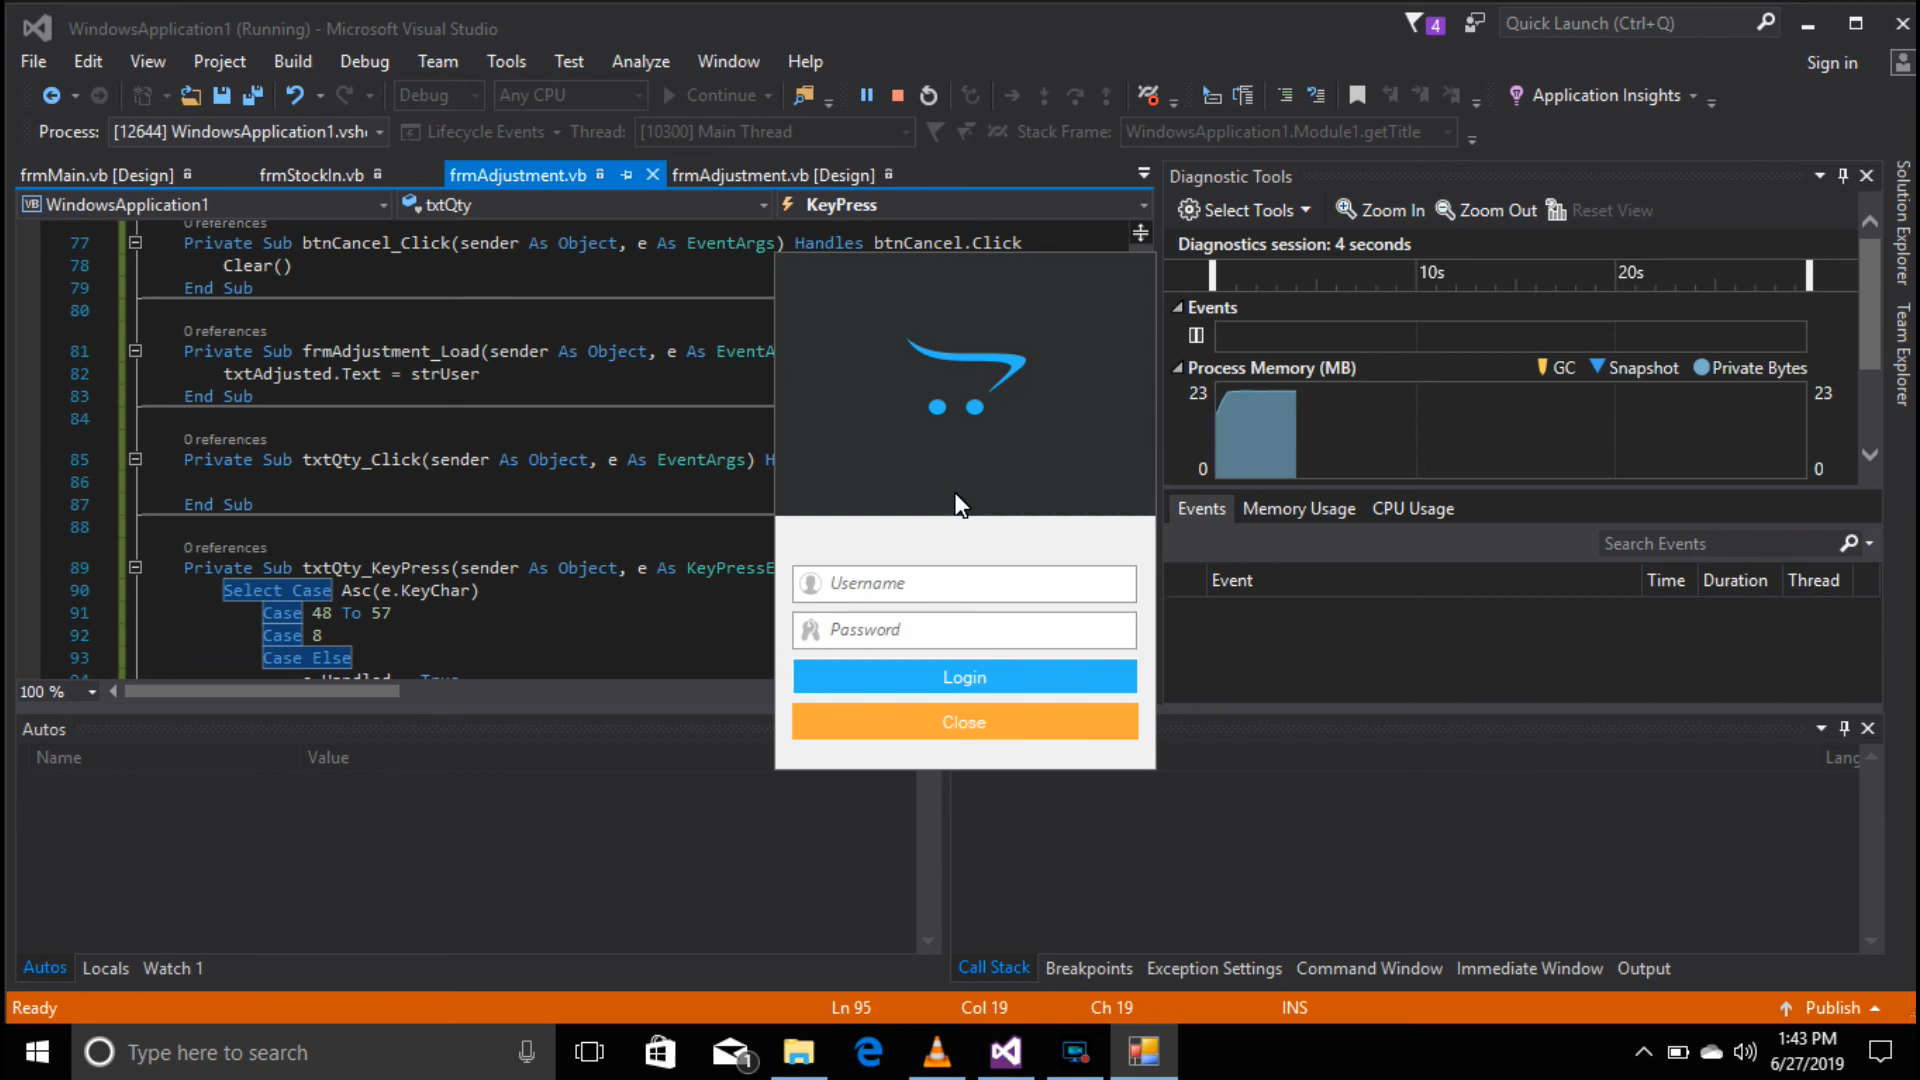 WindowsApplication1 (Running) - Microsoft Visual Studio
4
Quick Launch (Ctrl+Q)
File Edit View Project Build Debug Team Tools Test Analyze Window Help
Sign in
Debug Any CPU Continue Application Insights
Process: [12644] WindowsApplication1.vsh Lifecycle Events Thread: [10300] Main Thread Stack Frame: WindowsApplication1.Module1.getTitle
frmMain.vb [Design] frmStockIn.vb frmAdjustment.vb frmAdjustment.vb [Design]
VB WindowsApplication1 txtQty KeyPress
0 references
77 Private Sub btnCancel_Click(sender As Object, e As EventArgs) Handles btnCancel.Click
78 Clear()
79 End Sub
80
0 references
81 Private Sub frmAdjustment_Load(sender As Object, e As EventA
82 txtAdjusted.Text = strUser
83 End Sub
84
0 references
85 Private Sub txtQty_Click(sender As Object, e As EventArgs) H
86
87 End Sub
88
0 references
89 Private Sub txtQty_KeyPress(sender As Object, e As KeyPressE
90 Select Case Asc(e.KeyChar)
91 Case 48 To 57
92 Case 8
93 Case Else
94 e.Handled = True
100 %
Username
Password
Login
Close
Diagnostic Tools
Select Tools Zoom In Zoom Out Reset View
Diagnostics session: 4 seconds
10s 20s
Events
Process Memory (MB) GC Snapshot Private Bytes
23 23
0 0
Events Memory Usage CPU Usage
Search Events
Event Time Duration Thread
Solution Explorer
Team Explorer
Autos
Name Value
Lang
Autos Locals Watch 1
Call Stack Breakpoints Exception Settings Command Window Immediate Window Output
Ready Ln 95 Col 19 Ch 19 INS Publish
Type here to search
1
1:43 PM
6/27/2019